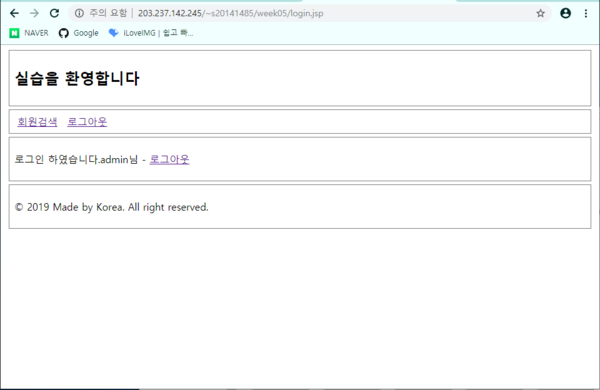 주의 요함 | 203.237.142.245/~s20141485/week05/login.jsp
NAVER Google iLoveIMG | 쉽고 빠...
실습을 환영합니다
회원검색 로그아웃
로그인 하였습니다.admin님 - 로그아웃
© 2019 Made by Korea. All right reserved.